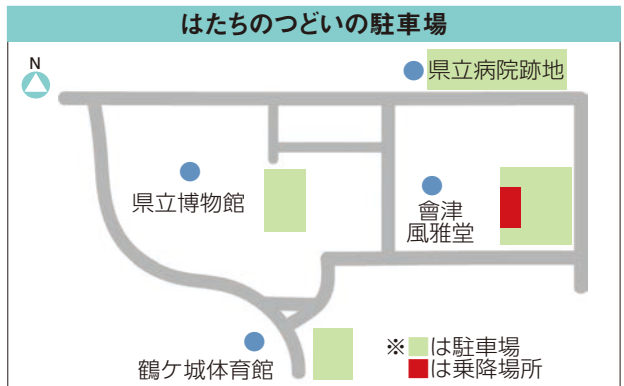 はたちのつどいの駐車場
N
県立病院跡地
県立博物館
會津
風雅堂
鶴ケ城体育館
※ は駐車場
は乗降場所